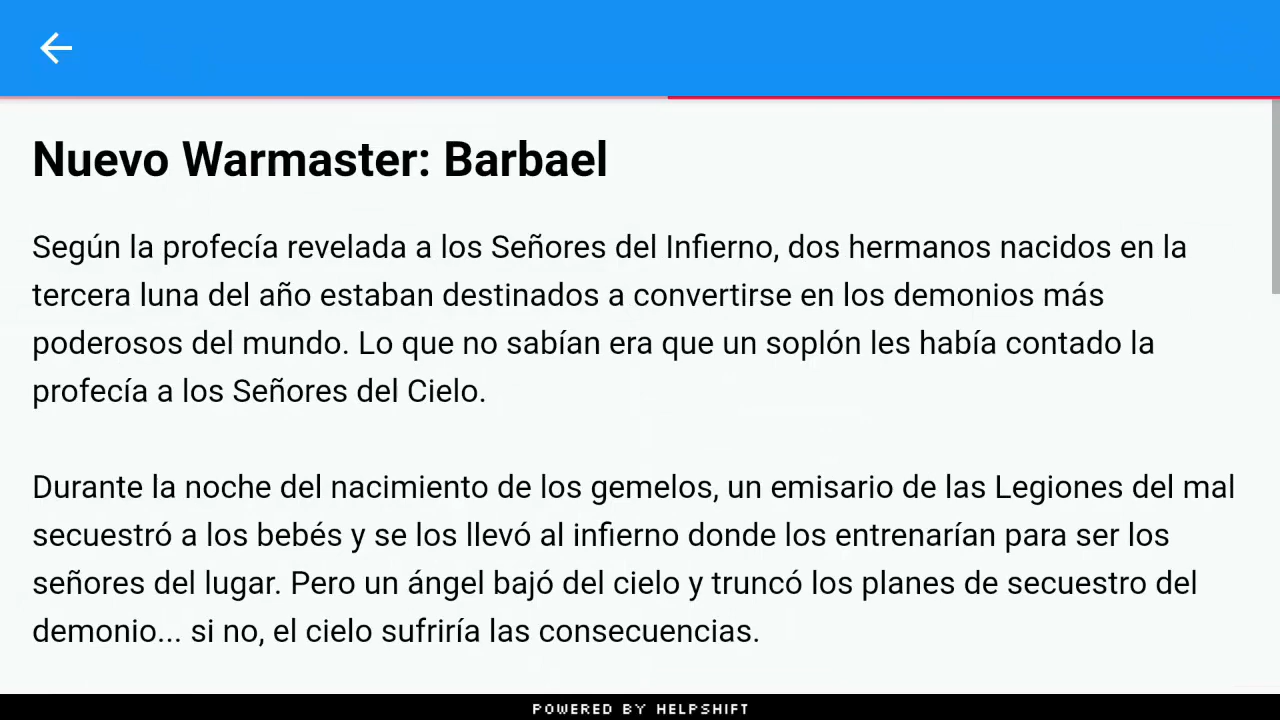 Nuevo Warmaster: Barbael
Según la profecía revelada a los Señores del Infierno, dos hermanos nacidos en la
tercera luna del año estaban destinados a convertirse en los demonios más
poderosos del mundo. Lo que no sabían era que un soplón les había contado la
profecía a los Señores del Cielo.
Durante la noche del nacimiento de los gemelos, un emisario de las Legiones del mal
secuestró a los bebés y se los llevó al infierno donde los entrenarían para ser los
señores del lugar. Pero un ángel bajó del cielo y truncó los planes de secuestro del
demonio... si no, el cielo sufriría las consecuencias.
POWERED BY HELPSHIFT